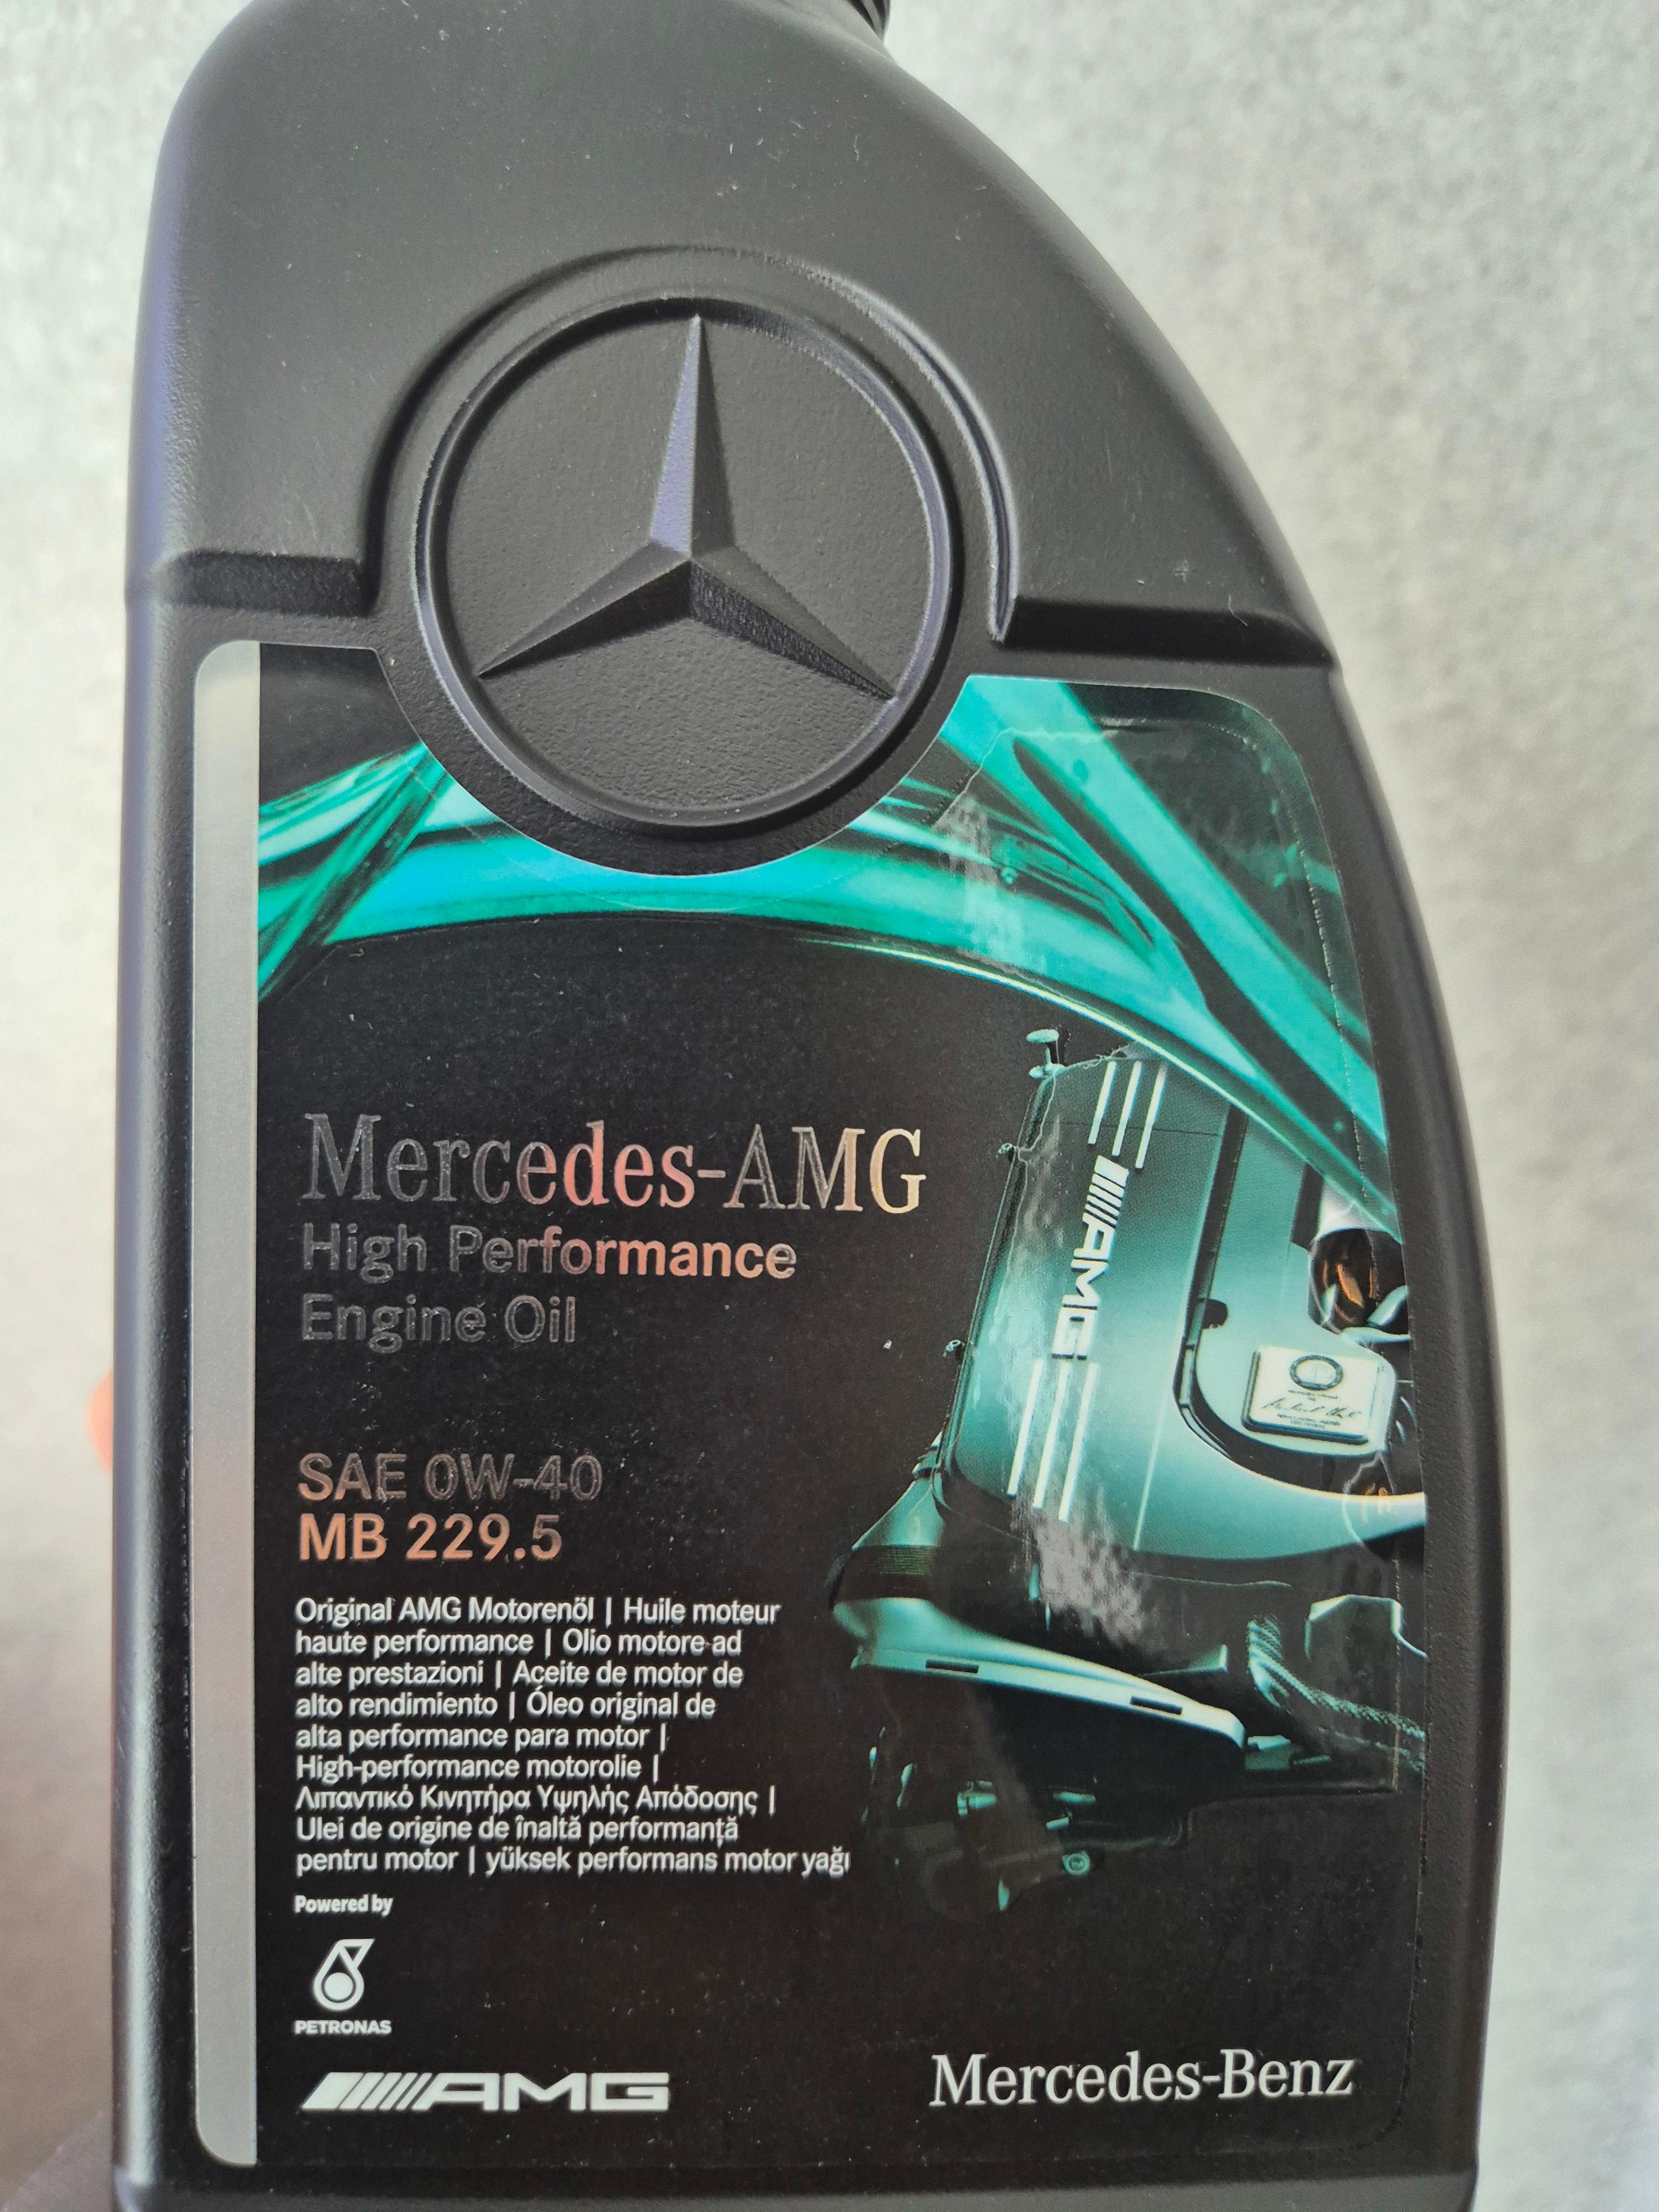 Mercedes-AMG
High Performance
Engine Oil
SAE 0W-40
MB 229.5
Original AMG Motorenöl | Huile moteur
haute performance | Olio motore ad
alte prestazioni | Aceite de motor de
alto rendimiento | Óleo original de
alta performance para motor |
High-performance motorolie |
Λιπαντικό Κινητήρα Υψηλής Απόδοσης |
Ulei de origine de înaltă performanță
pentru motor | yüksek performans motor yağı
Powered by
PETRONAS
AMG
Mercedes-Benz
AMG